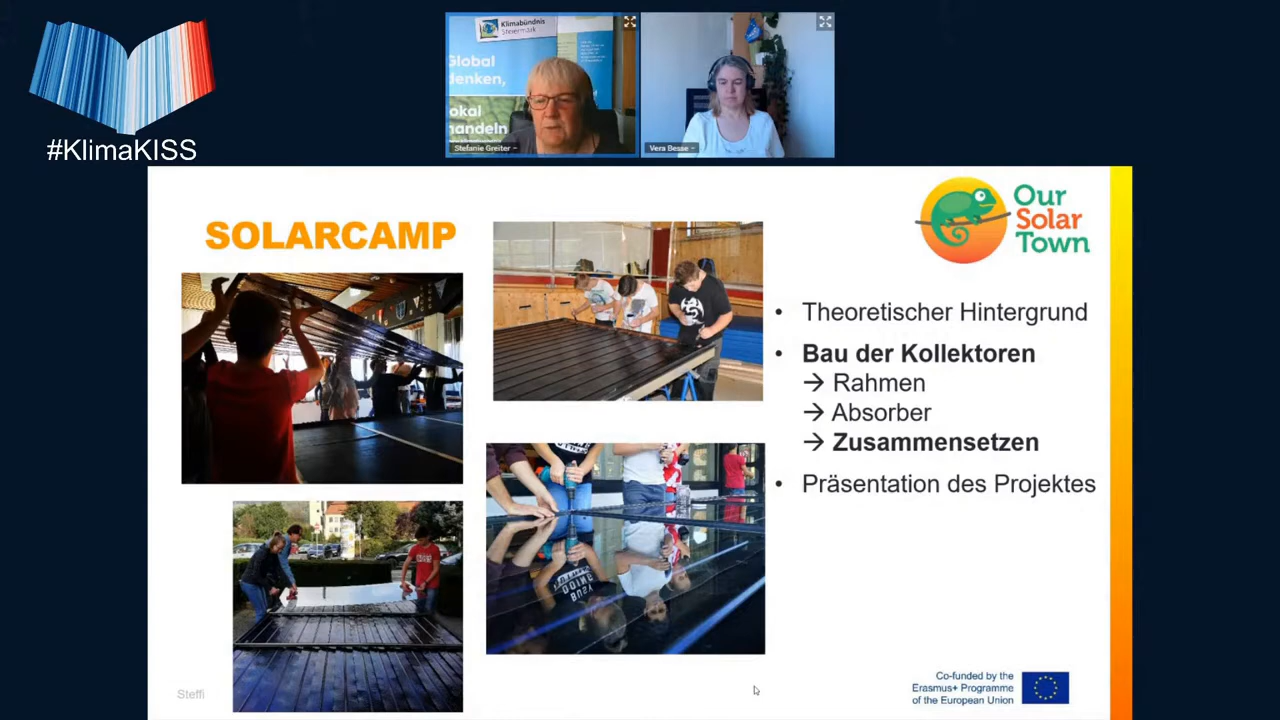 #KlimaKISS
Klimabündnis
Steiermark
Global
denken,
okal
handeln
Stefanie Greiter
Vera Besse
SOLARCAMP
Our
Solar
Town
• Theoretischer Hintergrund
• Bau der Kollektoren
→ Rahmen
→ Absorber
→ Zusammensetzen
• Präsentation des Projektes
Steffi
Co-funded by the
Erasmus+ Programme
of the European Union